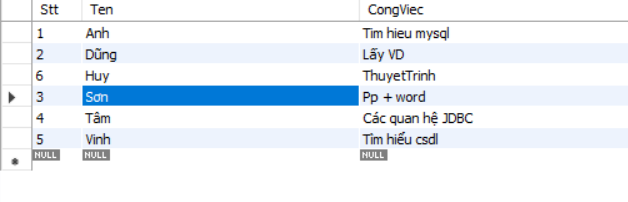 Stt Ten CongViec
1 Anh Tim hieu mysql
2 Dũng Lấy VD
6 Huy ThuyetTrinh
3 Sơn Pp + word
4 Tâm Các quan hệ JDBC
5 Vinh Tìm hiểu csdl
NULL NULL NULL